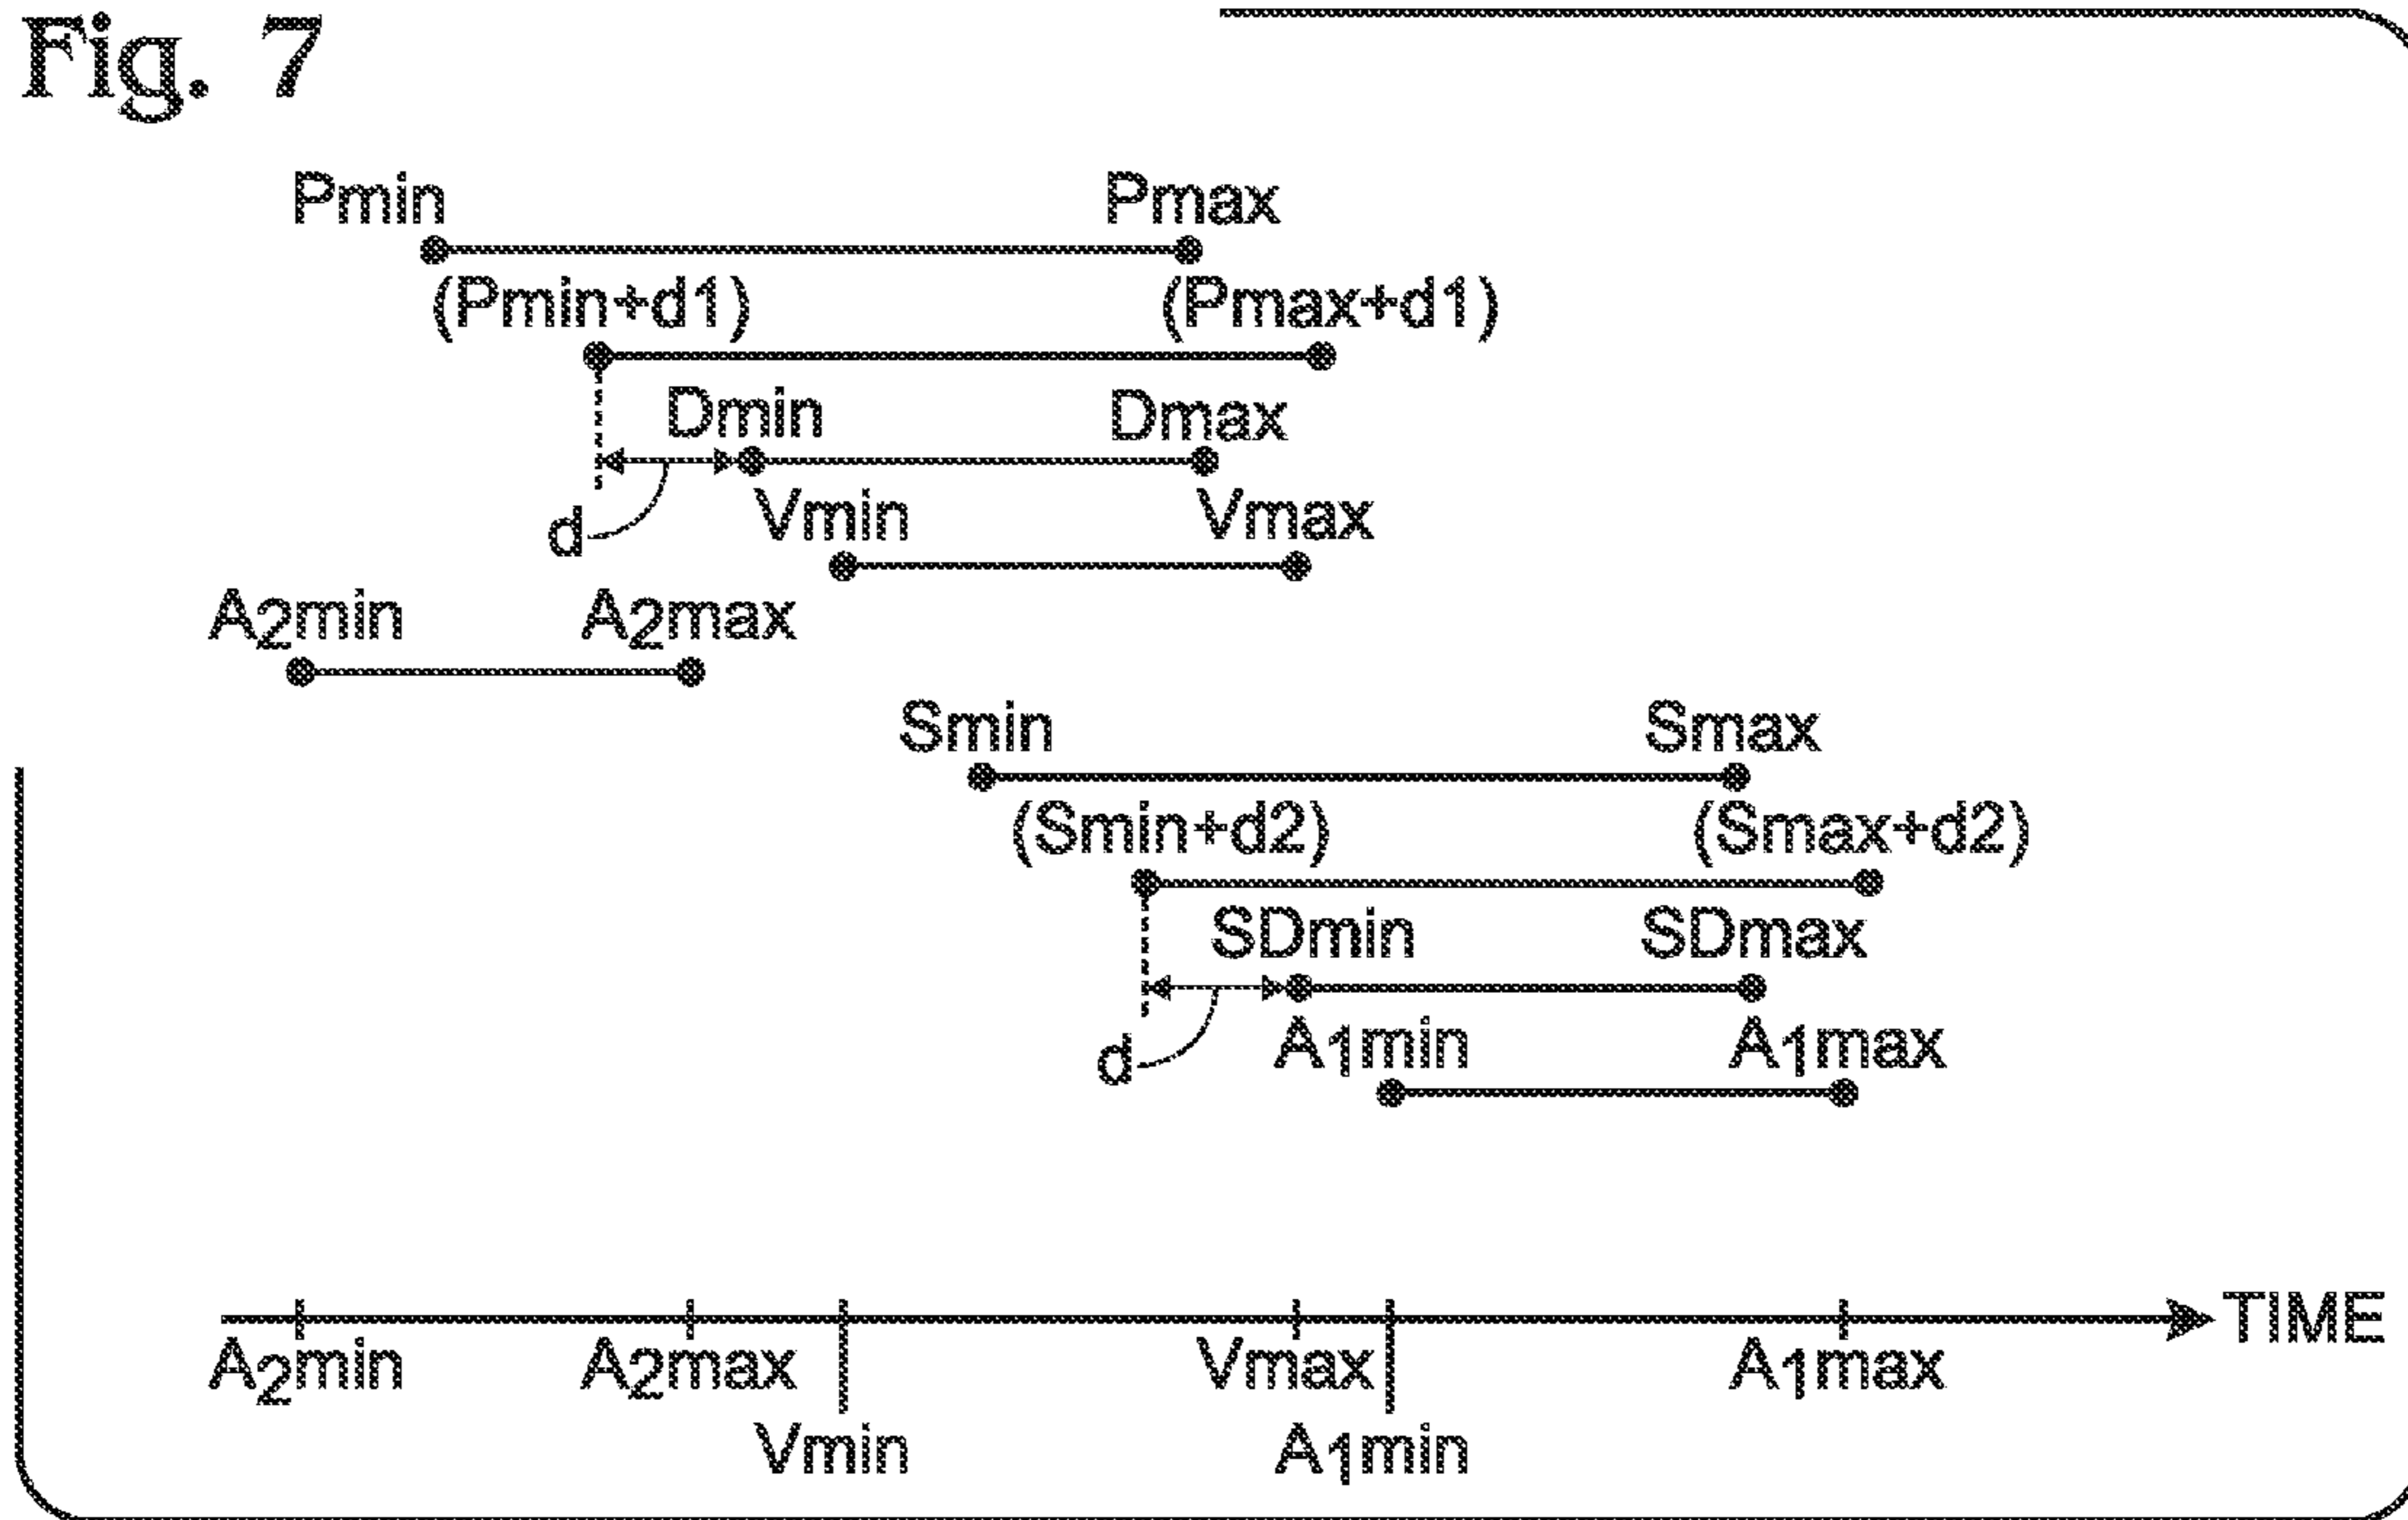 Fig. 7
Pmin Pmax
(Pmin+d1) (Pmax+d1)
Dmin Dmax
d Vmin Vmax
A2min A2max
Smin Smax
(Smin+d2) (Smax+d2)
SDmin SDmax
d A1min A1max
TIME
A2min A2max Vmax A1max
Vmin A1min